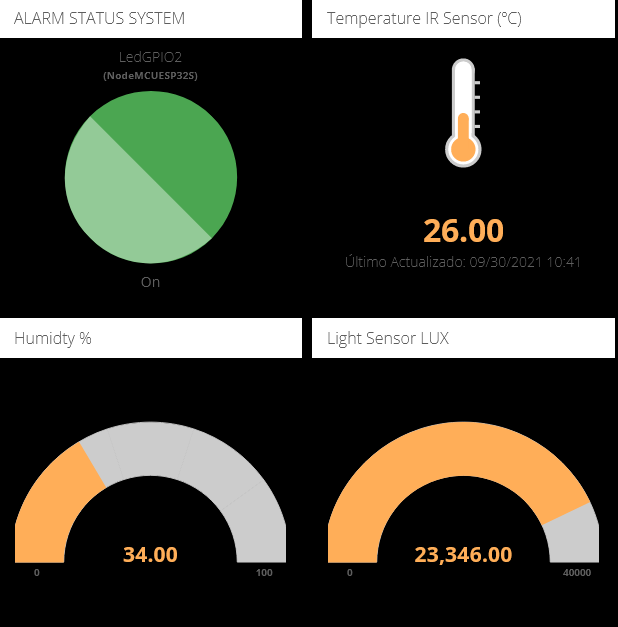 ALARM STATUS SYSTEM
LedGPIO2
(NodeMCUESP32S)
On
Temperature IR Sensor (ºC)
26.00
Último Actualizado: 09/30/2021 10:41
Humidty %
34.00
0
100
Light Sensor LUX
23,346.00
0
40000